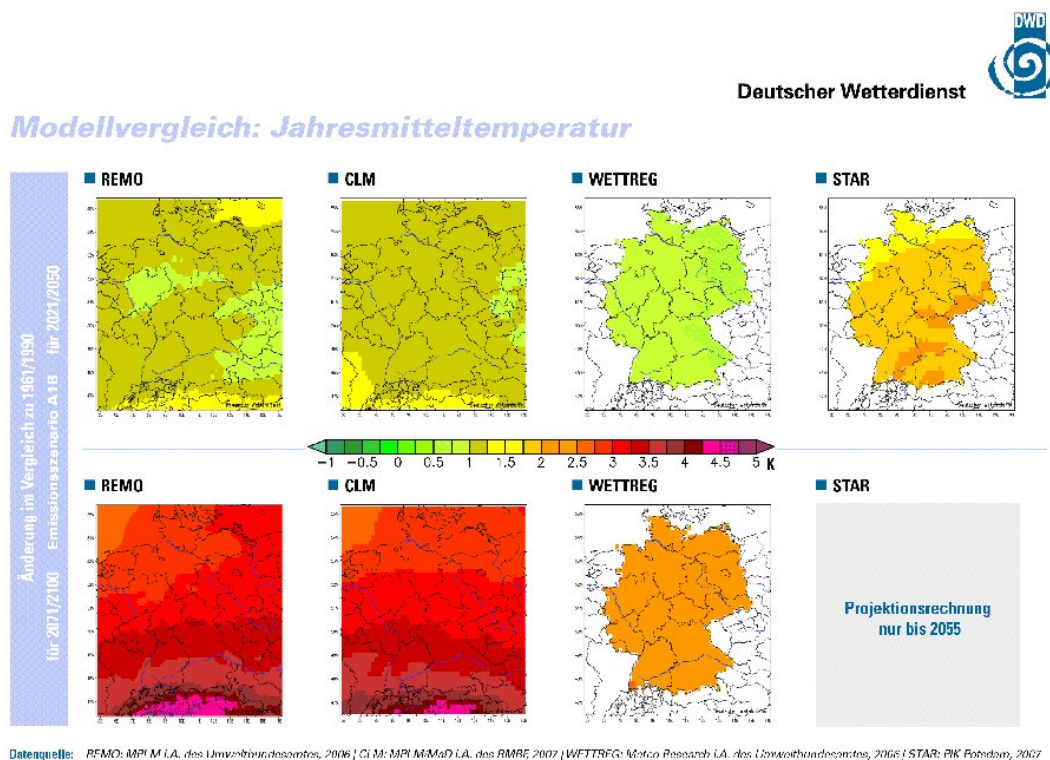 DWD
Deutscher Wetterdienst
Modellvergleich: Jahresmitteltemperatur
Änderung im Vergleich zu 1961/1990
für 2071/2100 Emissionsszenario A1B für 2021/2050
REMO CLM WETTREG STAR
-1 -0.5 0 0.5 1 1.5 2 2.5 3 3.5 4 4.5 5 K
REMO CLM WETTREG STAR
Projektionsrechnung
nur bis 2055
Datenquelle: REMO: MPI-M i.A. des Umweltbundesamtes, 2006 | CLM: MPI-M/MaD i.A. des BMBF, 2007 | WETTREG: Meteo Research i.A. des Umweltbundesamtes, 2006 | STAR: PIK Potsdam, 2007